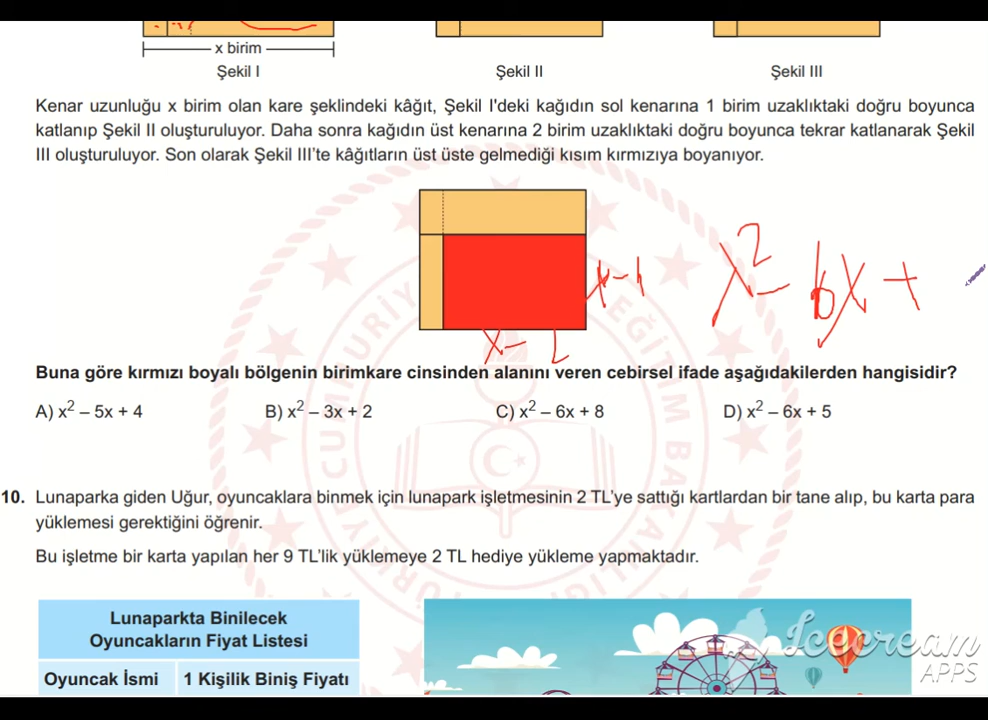 x birim
Şekil I
Şekil II
Şekil III
Kenar uzunluğu x birim olan kare şeklindeki kâğıt, Şekil I'deki kağıdın sol kenarına 1 birim uzaklıktaki doğru boyunca
katlanıp Şekil II oluşturuluyor. Daha sonra kağıdın üst kenarına 2 birim uzaklıktaki doğru boyunca tekrar katlanarak Şekil
III oluşturuluyor. Son olarak Şekil III'te kâğıtların üst üste gelmediği kısım kırmızıya boyanıyor.
x-1
x² - 6x +
x - 2
Buna göre kırmızı boyalı bölgenin birimkare cinsinden alanını veren cebirsel ifade aşağıdakilerden hangisidir?
A) x² – 5x + 4
B) x² – 3x + 2
C) x² – 6x + 8
D) x² – 6x + 5
10. Lunaparka giden Uğur, oyuncaklara binmek için lunapark işletmesinin 2 TL'ye sattığı kartlardan bir tane alıp, bu karta para
yüklemesi gerektiğini öğrenir.
Bu işletme bir karta yapılan her 9 TL'lik yüklemeye 2 TL hediye yükleme yapmaktadır.
Lunaparkta Binilecek
Oyuncakların Fiyat Listesi
Oyuncak İsmi
1 Kişilik Biniş Fiyatı
Icecream
APPS